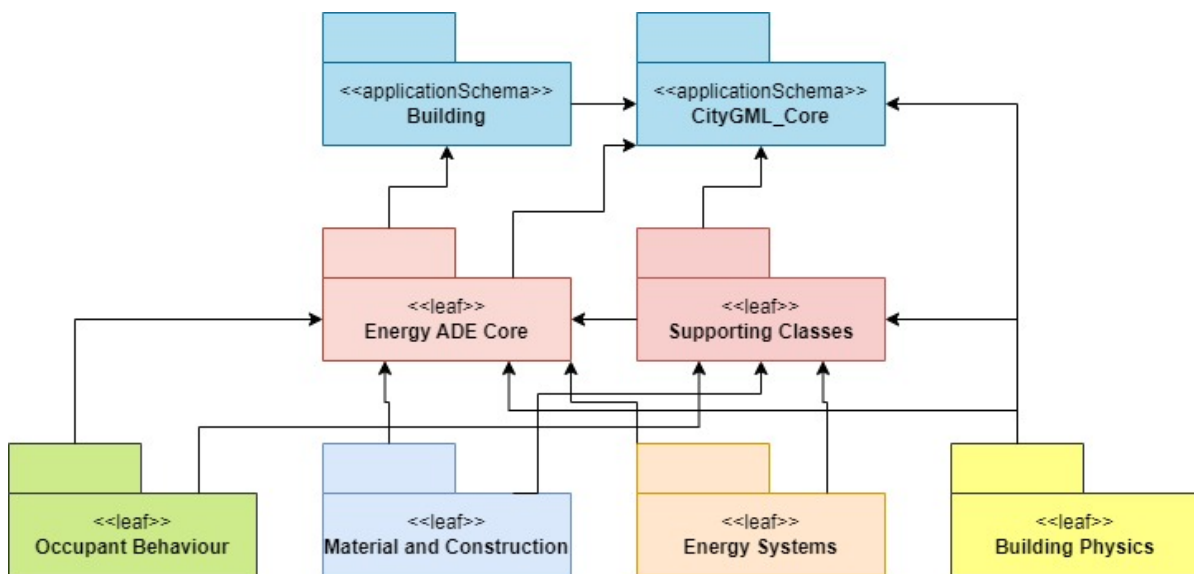 <<applicationSchema>>
Building
<<applicationSchema>>
CityGML_Core
<<leaf>>
Energy ADE Core
<<leaf>>
Supporting Classes
<<leaf>>
Occupant Behaviour
<<leaf>>
Material and Construction
<<leaf>>
Energy Systems
<<leaf>>
Building Physics